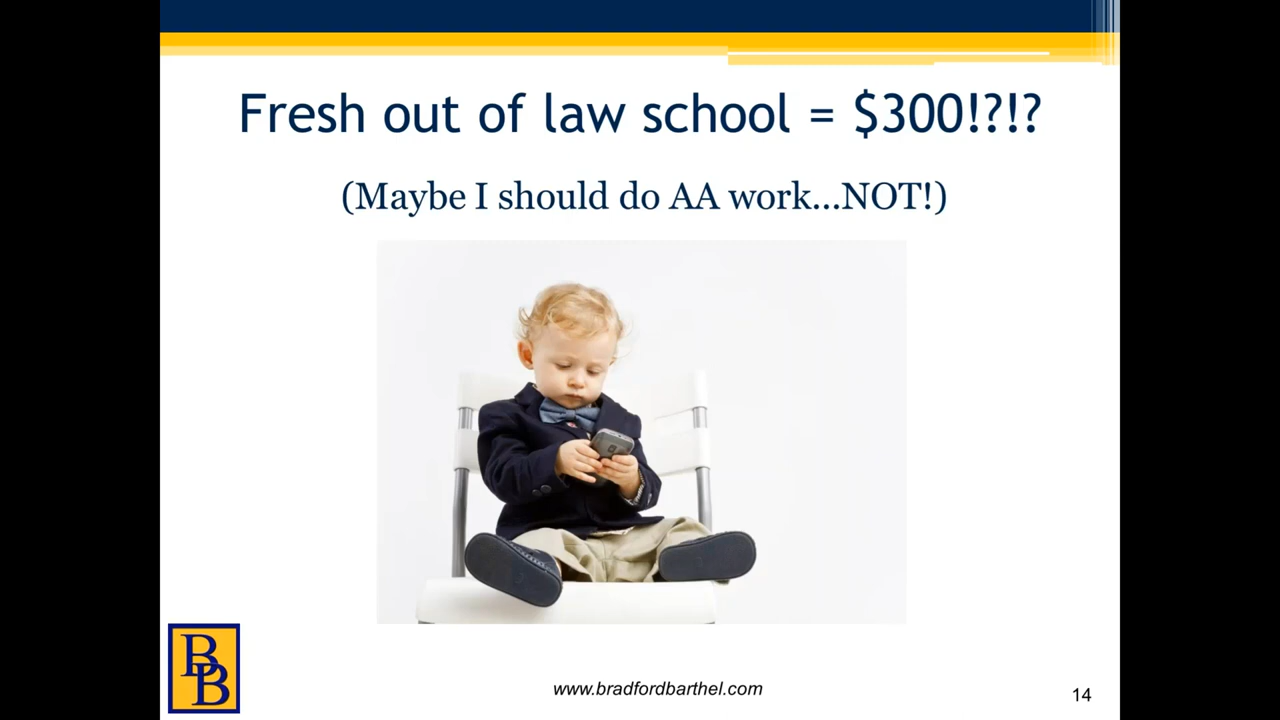 Fresh out of law school = $300!?!?
(Maybe I should do AA work...NOT!)
BB
www.bradfordbarthel.com
14